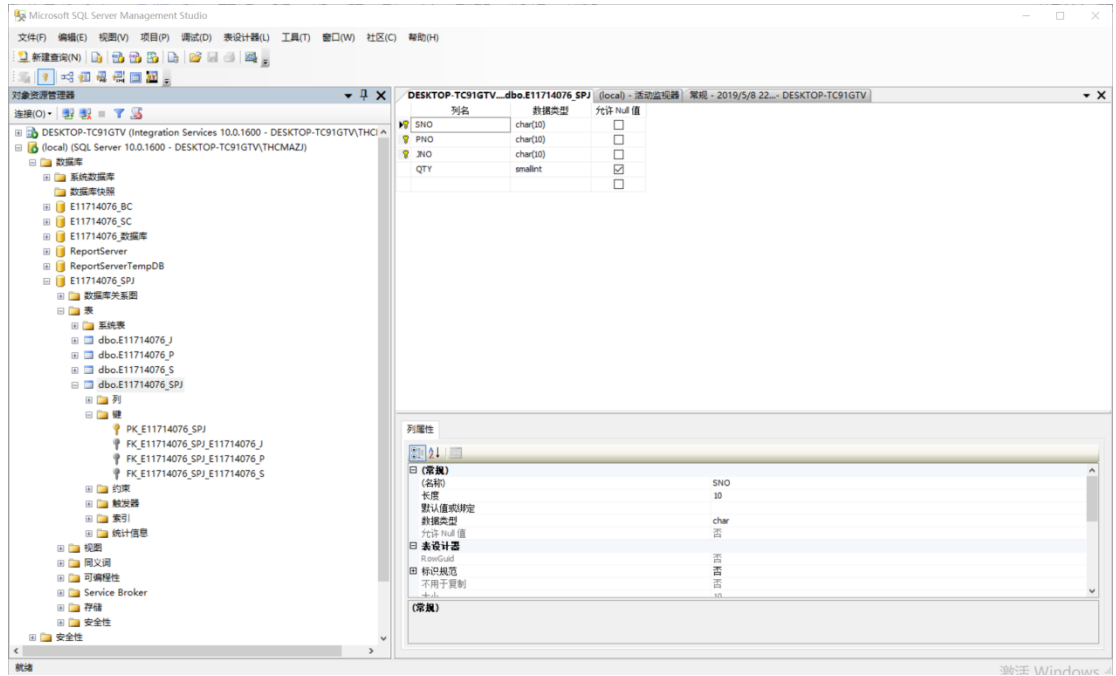 Microsoft SQL Server Management Studio
文件(F) 编辑(E) 视图(V) 项目(P) 调试(D) 表设计器(L) 工具(T) 窗口(W) 社区(C) 帮助(H)
新建查询(N)
对象资源管理器
连接(O)
DESKTOP-TC91GTV (Integration Services 10.0.1600 - DESKTOP-TC91GTV\THCI
(local) (SQL Server 10.0.1600 - DESKTOP-TC91GTV\THCMAZJ)
数据库
系统数据库
数据库快照
E11714076_BC
E11714076_SC
E11714076_数据库
ReportServer
ReportServerTempDB
E11714076_SPJ
数据库关系图
表
系统表
dbo.E11714076_J
dbo.E11714076_P
dbo.E11714076_S
dbo.E11714076_SPJ
列
键
PK_E11714076_SPJ
FK_E11714076_SPJ_E11714076_J
FK_E11714076_SPJ_E11714076_P
FK_E11714076_SPJ_E11714076_S
约束
触发器
索引
统计信息
视图
同义词
可编程性
Service Broker
存储
安全性
安全性
DESKTOP-TC91GTV....dbo.E11714076_SPJ (local) - 活动监视器 常规 - 2019/5/8 22...- DESKTOP-TC91GTV
列名 数据类型 允许 Null 值
SNO char(10)
PNO char(10)
JNO char(10)
QTY smallint
列属性
(常规)
(名称) SNO
长度 10
默认值或绑定
数据类型 char
允许 Null 值 否
表设计器
RowGuid 否
标识规范 否
不用于复制 否
大小 10
(常规)
就绪
激活 Windows